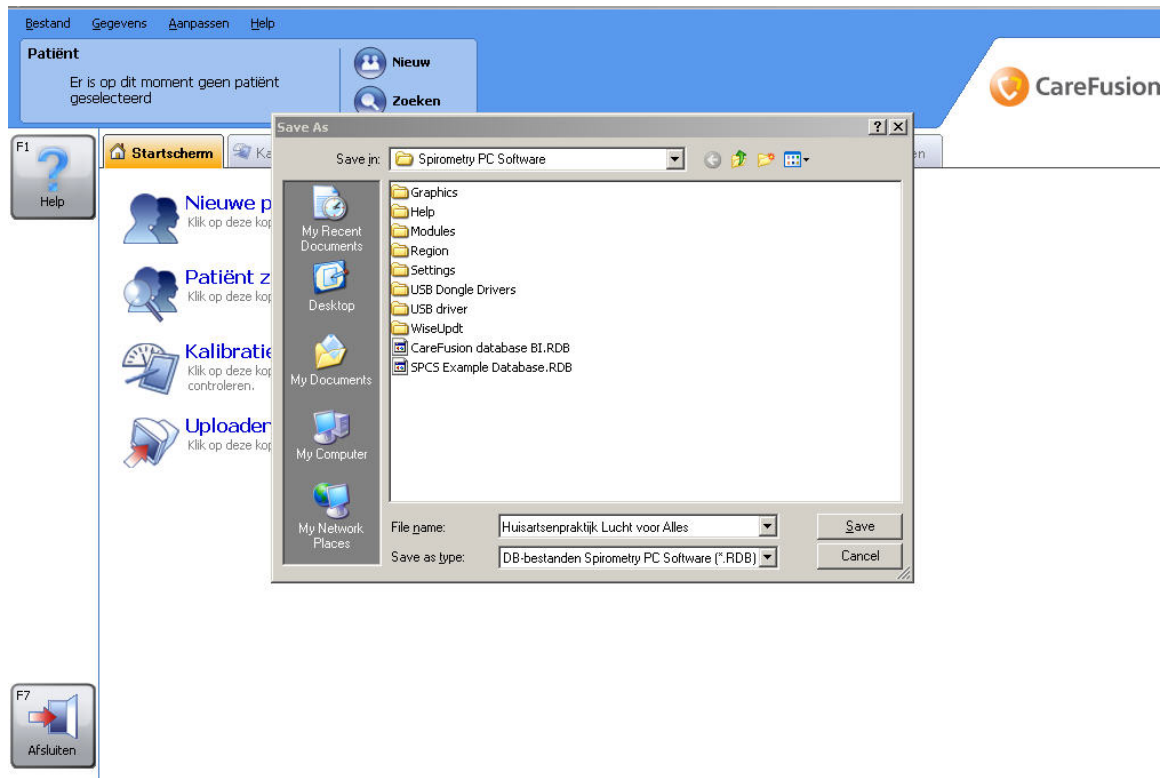 Bestand Gegevens Aanpassen Help
Patiënt
Er is op dit moment geen patiënt
geselecteerd
Nieuw
Zoeken
CareFusion
Save As
F1
Help
Startscherm
Save in: Spirometry PC Software
My Recent
Documents
Desktop
My Documents
My Computer
My Network
Places
Graphics
Help
Modules
Region
Settings
USB Dongle Drivers
USB driver
WiseUpdt
CareFusion database BI.RDB
SPCS Example Database.RDB
File name: Huisartsenpraktijk Lucht voor Alles Save
Save as type: DB-bestanden Spirometry PC Software (*.RDB) Cancel
Nieuwe p
Klik op deze kop
Patiënt z
Klik op deze kop
Kalibratie
Klik op deze kop
controleren.
Uploaden
Klik op deze kop
F7
Afsluiten